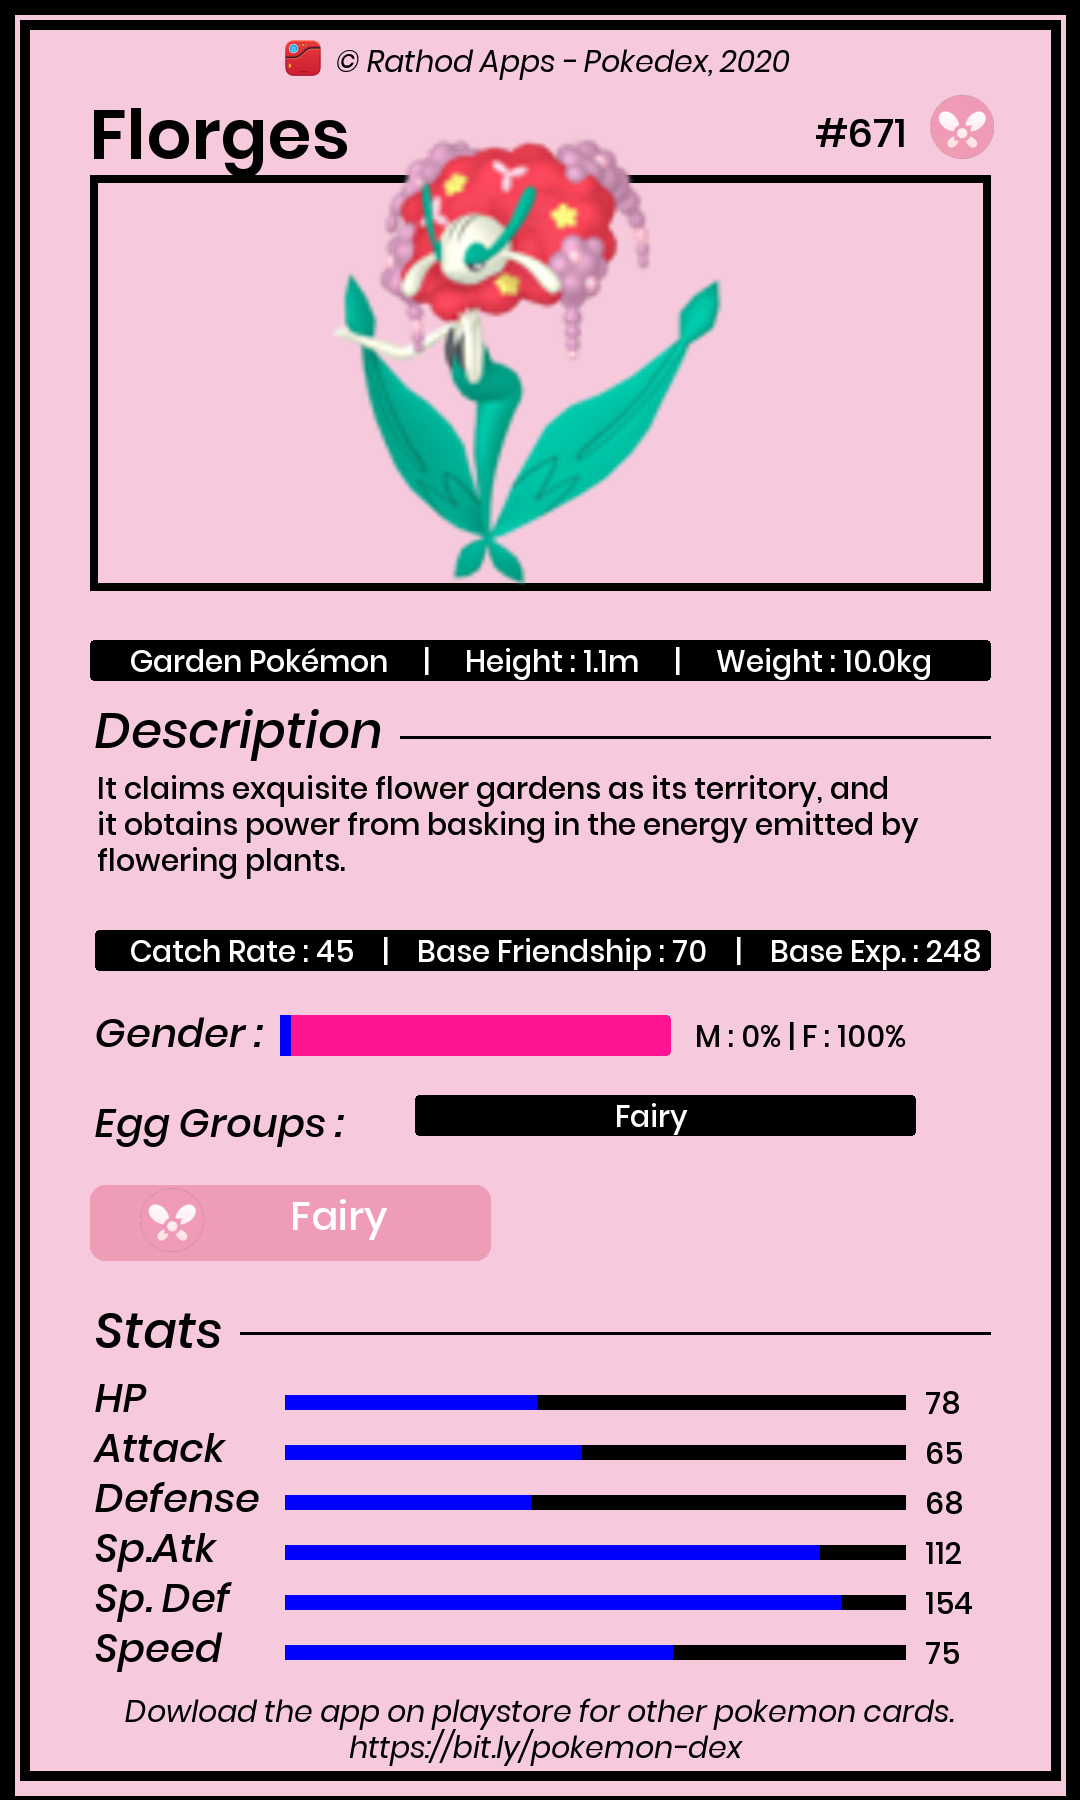 © Rathod Apps - Pokedex, 2020
Florges
#671
Garden Pokémon | Height : 1.1m | Weight : 10.0kg
Description
It claims exquisite flower gardens as its territory, and
it obtains power from basking in the energy emitted by
flowering plants.
Catch Rate : 45 | Base Friendship : 70 | Base Exp. : 248
Gender : M : 0% | F : 100%
Egg Groups : Fairy
Fairy
Stats
HP 78
Attack 65
Defense 68
Sp.Atk 112
Sp. Def 154
Speed 75
Dowload the app on playstore for other pokemon cards.
https://bit.ly/pokemon-dex